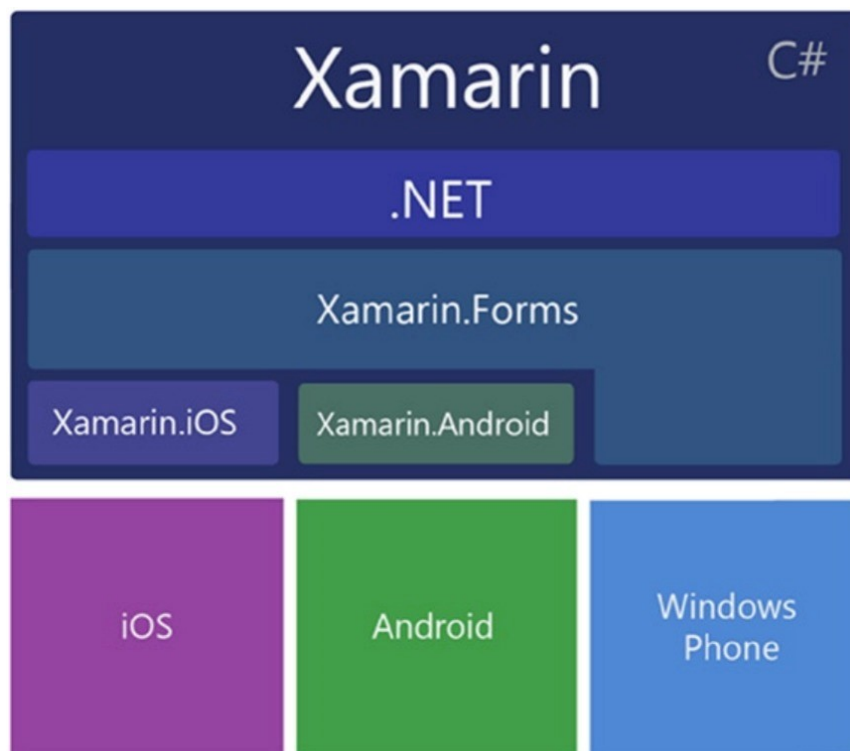 Xamarin
C#
.NET
Xamarin.Forms
Xamarin.iOS
Xamarin.Android
iOS
Android
Windows
Phone